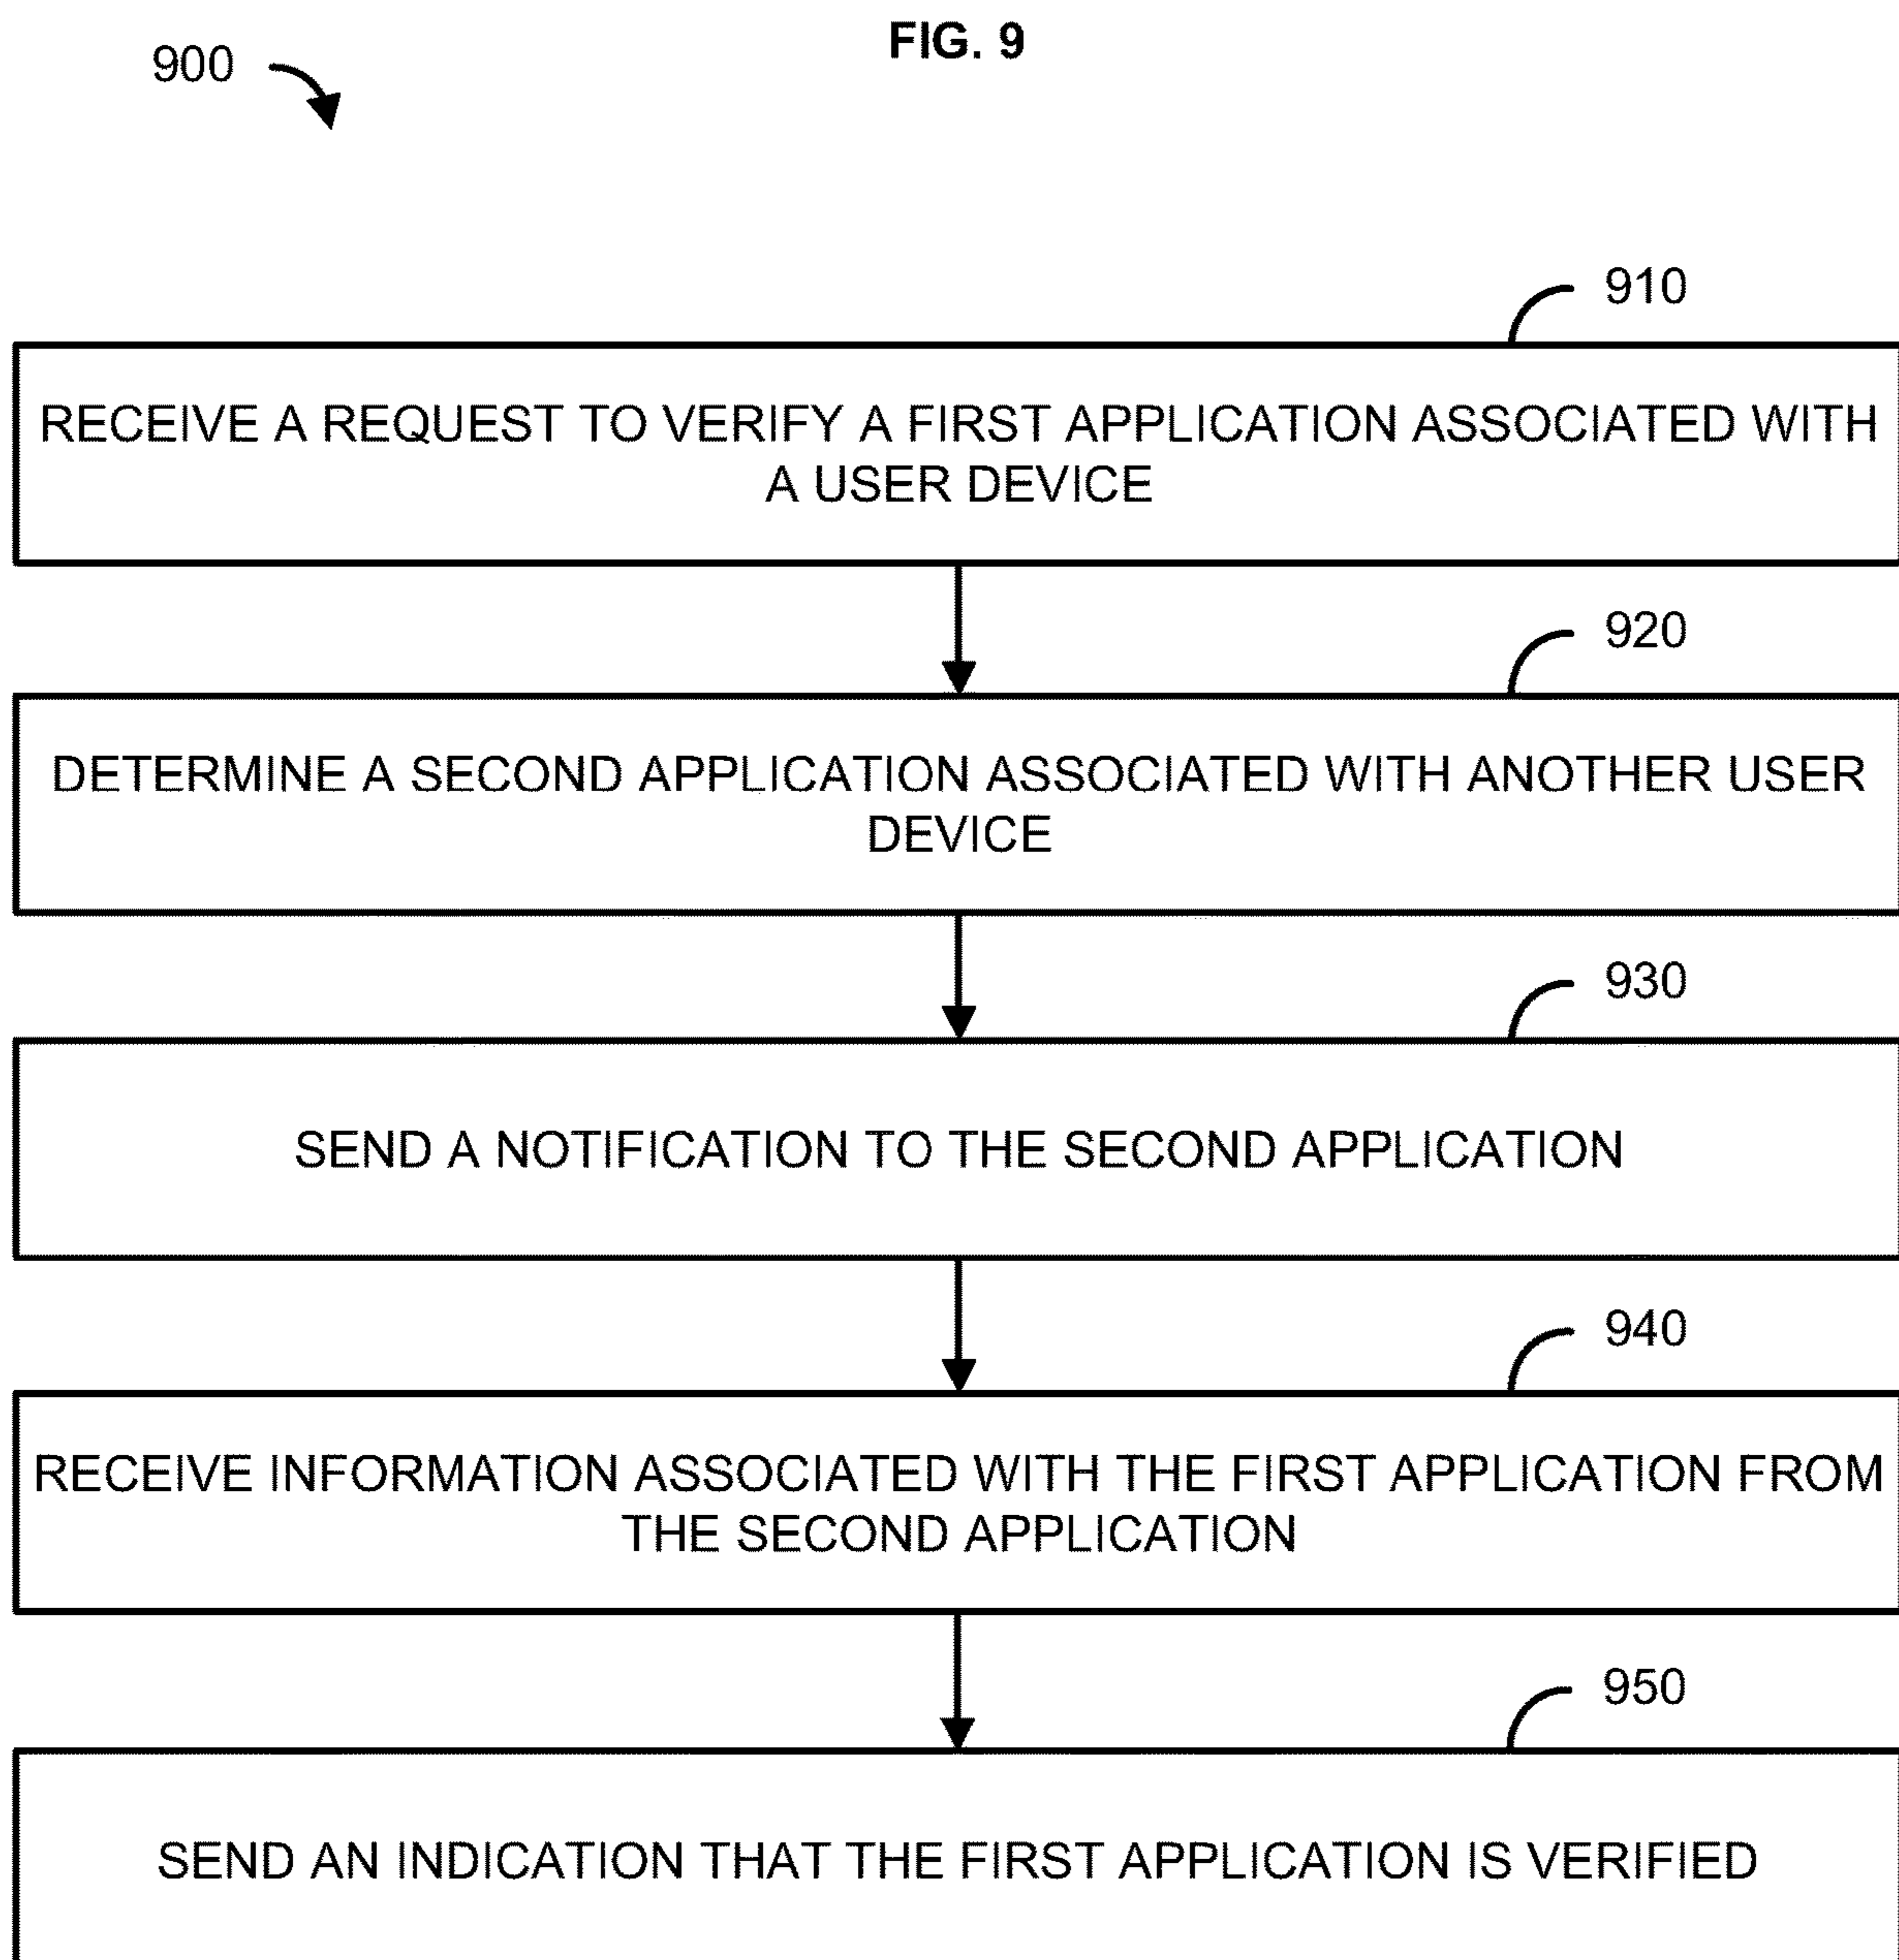 FIG. 9
900
910
RECEIVE A REQUEST TO VERIFY A FIRST APPLICATION ASSOCIATED WITH
A USER DEVICE
920
DETERMINE A SECOND APPLICATION ASSOCIATED WITH ANOTHER USER
DEVICE
930
SEND A NOTIFICATION TO THE SECOND APPLICATION
940
RECEIVE INFORMATION ASSOCIATED WITH THE FIRST APPLICATION FROM
THE SECOND APPLICATION
950
SEND AN INDICATION THAT THE FIRST APPLICATION IS VERIFIED